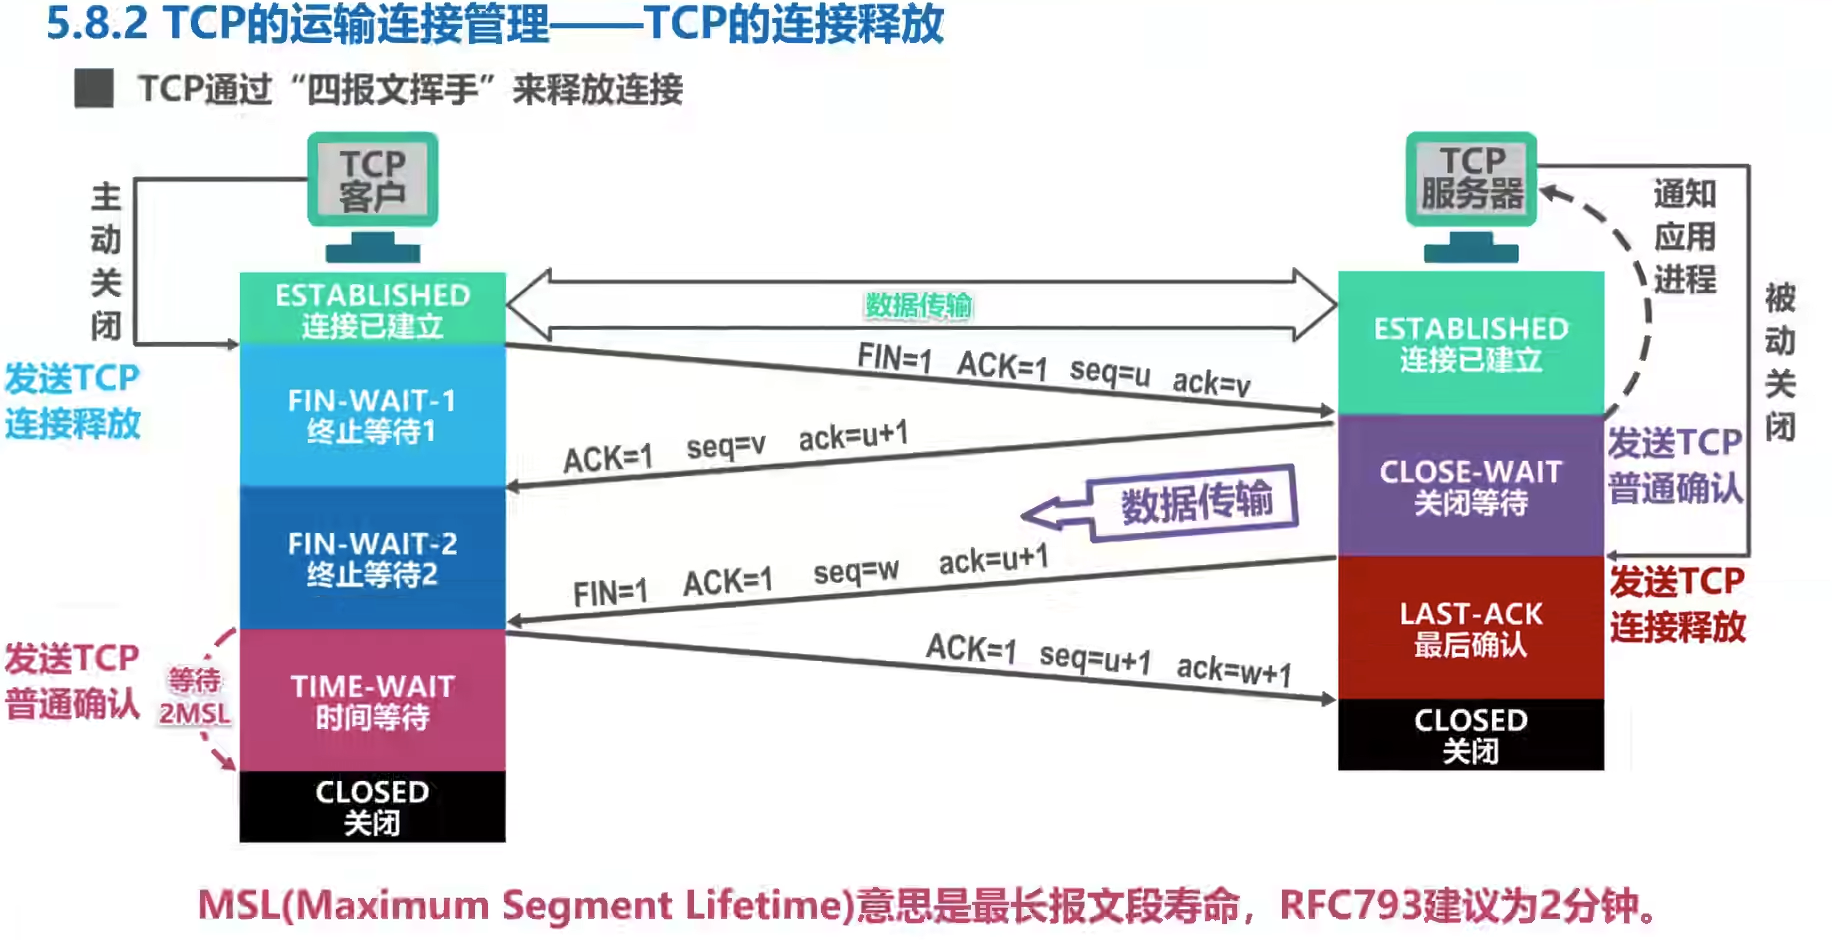 5.8.2 TCP的运输连接管理——TCP的连接释放
TCP通过“四报文挥手”来释放连接
TCP
客户
TCP
服务器
主
动
关
闭
通知
应用
进程
被
动
关
闭
ESTABLISHED
连接已建立
数据传输
ESTABLISHED
连接已建立
发送TCP
连接释放
FIN=1 ACK=1 seq=u ack=v
FIN-WAIT-1
终止等待1
ACK=1 seq=v ack=u+1
发送TCP
普通确认
CLOSE-WAIT
关闭等待
数据传输
FIN-WAIT-2
终止等待2
FIN=1 ACK=1 seq=w ack=u+1
发送TCP
连接释放
LAST-ACK
最后确认
ACK=1 seq=u+1 ack=w+1
发送TCP
普通确认
等待
2MSL
TIME-WAIT
时间等待
CLOSED
关闭
CLOSED
关闭
MSL(Maximum Segment Lifetime)意思是最长报文段寿命，RFC793建议为2分钟。